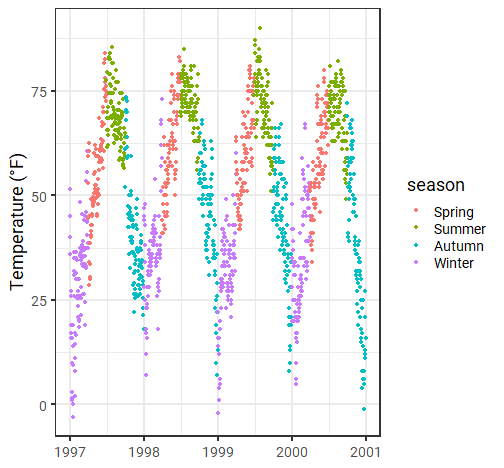 Temperature (°F)
75
50
25
0
1997
1998
1999
2000
2001
season
Spring
Summer
Autumn
Winter